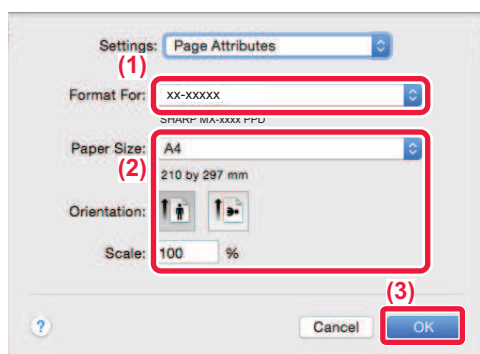 Settings: Page Attributes
(1)
Format For: xx-xxxxx
SHARP MX-xxxx PPD
Paper Size: A4
(2)
210 by 297 mm
Orientation:
Scale: 100 %
(3)
? Cancel OK